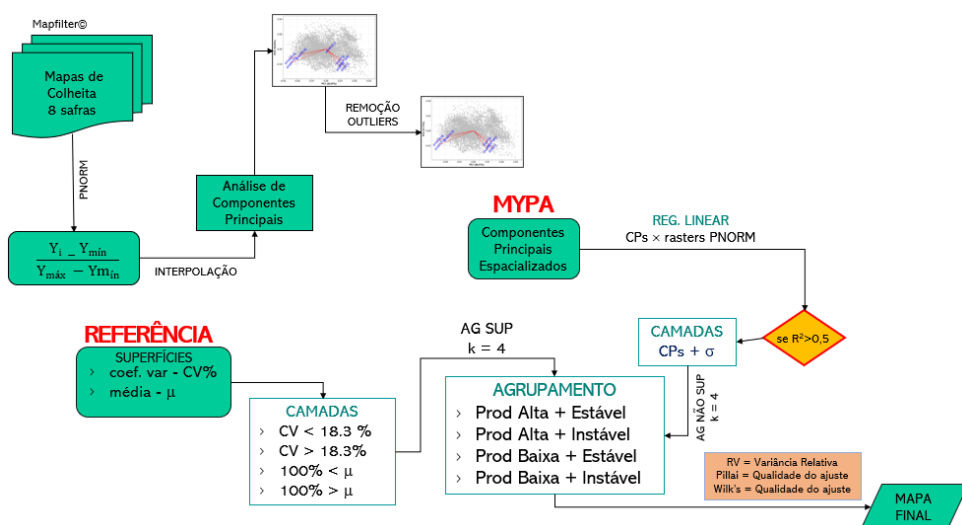 Mapfilter©
Mapas de
Colheita
8 safras
PNORM
Yi _ Ymín
Ymáx − Ymín
INTERPOLAÇÃO
Análise de
Componentes
Principais
REMOÇÃO
OUTLIERS
MYPA
Componentes
Principais
Espacializados
REG. LINEAR
CPs × rasters PNORM
se R²>0,5
CAMADAS
CPs + σ
AG NÃO SUP
k = 4
REFERÊNCIA
SUPERFÍCIES
> coef. var - CV%
> média - μ
CAMADAS
> CV < 18.3 %
> CV > 18.3%
> 100% < μ
> 100% > μ
AG SUP
k = 4
AGRUPAMENTO
> Prod Alta + Estável
> Prod Alta + Instável
> Prod Baixa + Estável
> Prod Baixa + Instável
RV = Variância Relativa
Pillai = Qualidade do ajuste
Wilk's = Qualidade do ajuste
MAPA
FINAL